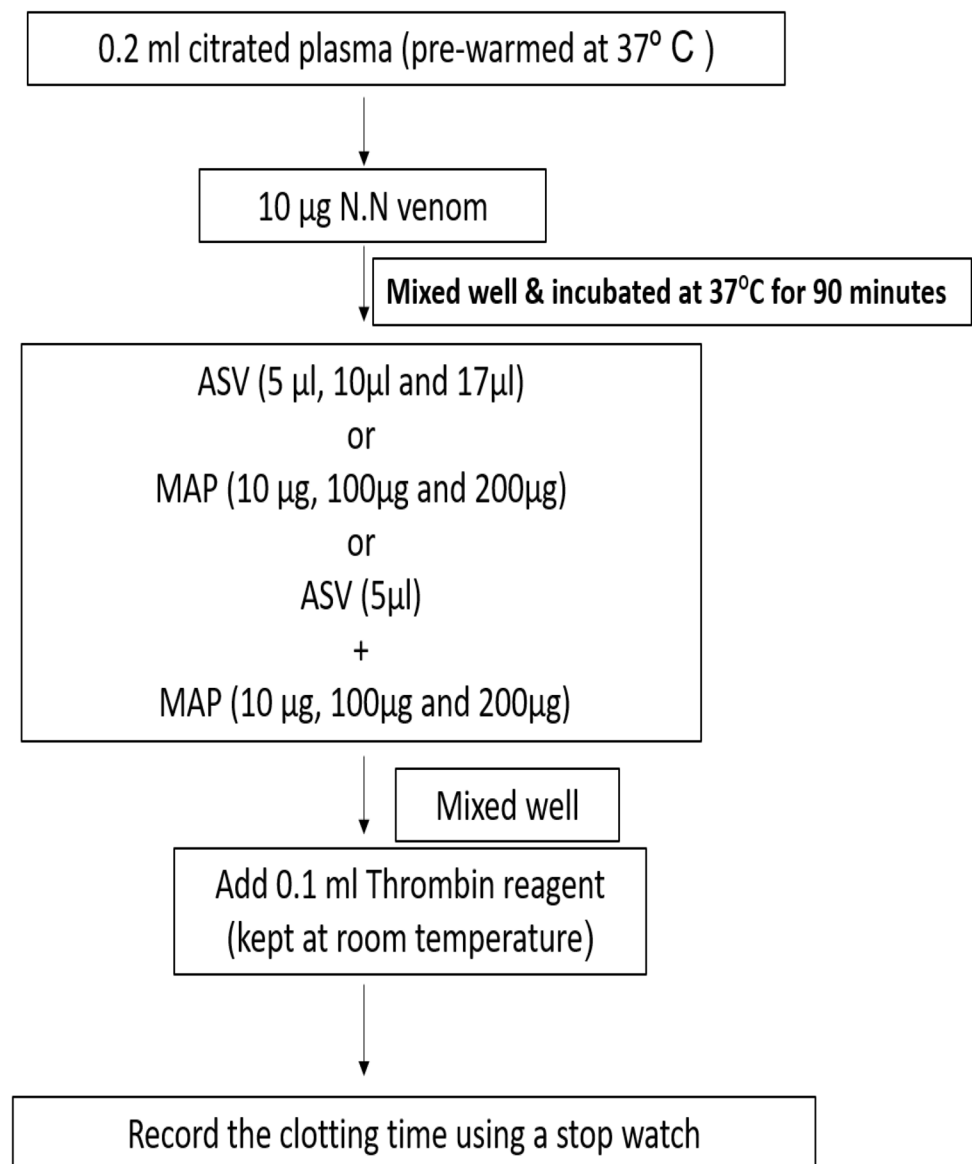 0.2 ml citrated plasma (pre-warmed at 37⁰ C )
10 µg N.N venom
Mixed well & incubated at 37⁰C for 90 minutes
ASV (5 µl, 10µl and 17µl)
or
MAP (10 µg, 100µg and 200µg)
or
ASV (5µl)
+
MAP (10 µg, 100µg and 200µg)
Mixed well
Add 0.1 ml Thrombin reagent
(kept at room temperature)
Record the clotting time using a stop watch